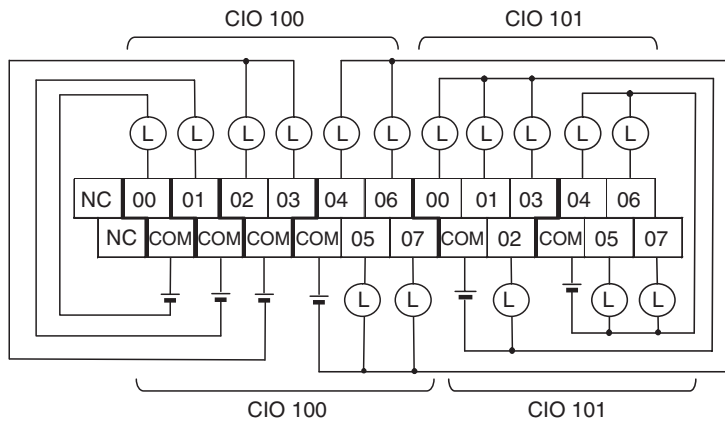 CIO 100 CIO 101
L L L L L L L L L L L
NC 00 01 02 03 04 06 00 01 03 04 06
NC COM COM COM COM 05 07 COM 02 COM 05 07
L L L L L
CIO 100 CIO 101